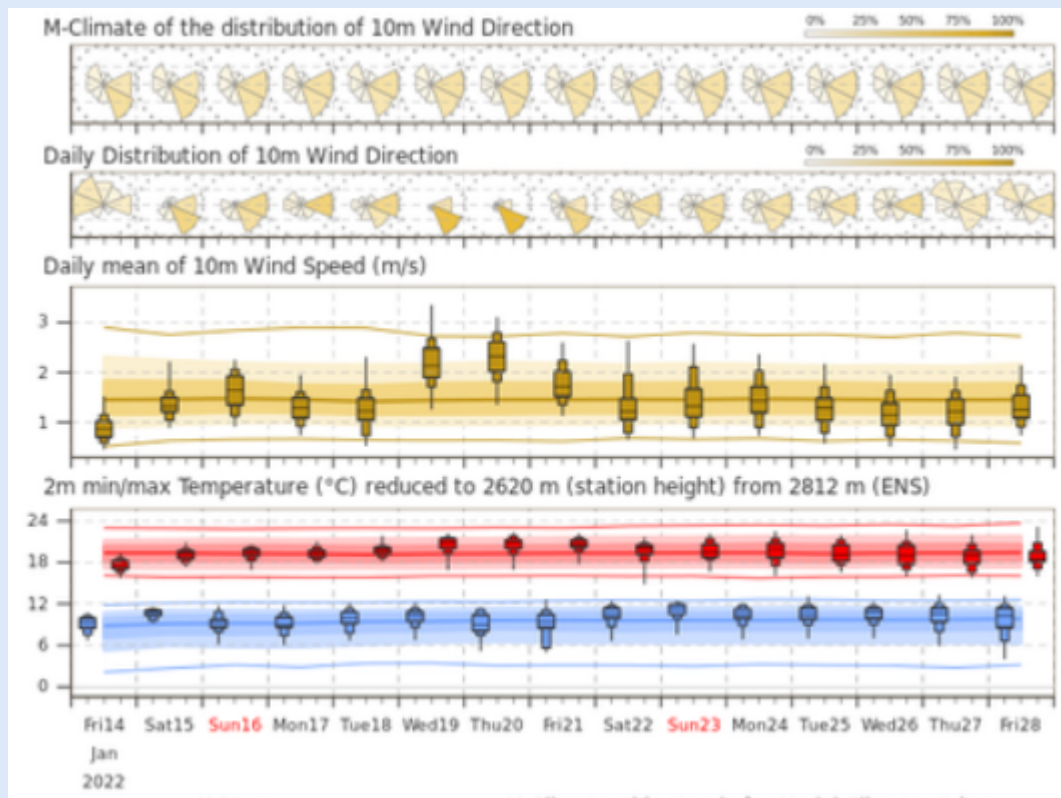 M-Climate of the distribution of 10m Wind Direction
0% 25% 50% 75% 100%
Daily Distribution of 10m Wind Direction
0% 25% 50% 75% 100%
Daily mean of 10m Wind Speed (m/s)
3
2
1
2m min/max Temperature (°C) reduced to 2620 m (station height) from 2812 m (ENS)
24
18
12
6
0
Fri14 Sat15 Sun16 Mon17 Tue18 Wed19 Thu20 Fri21 Sat22 Sun23 Mon24 Tue25 Wed26 Thu27 Fri28
Jan
2022